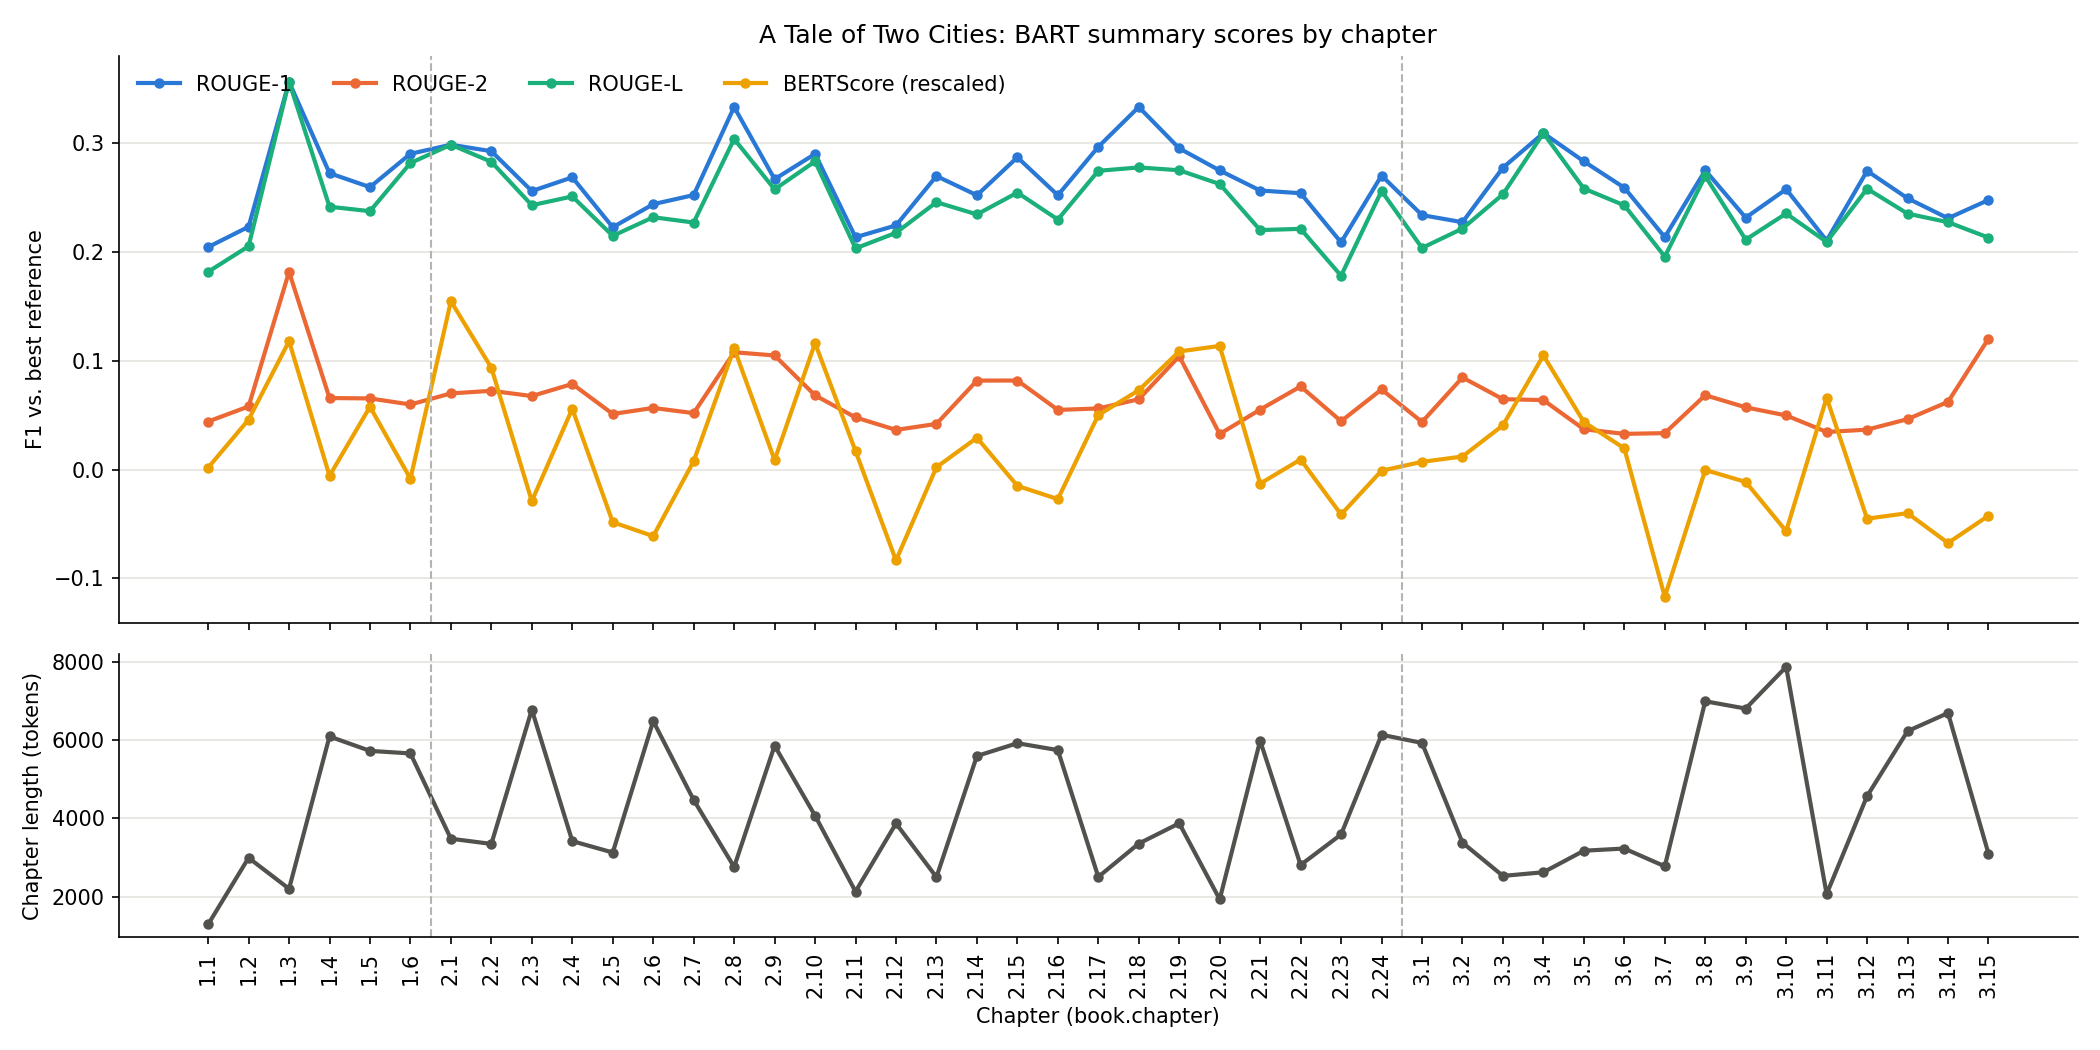 A Tale of Two Cities: BART summary scores by chapter
ROUGE-1 ROUGE-2 ROUGE-L BERTScore (rescaled)
F1 vs. best reference
0.3
0.2
0.1
0.0
−0.1
Chapter length (tokens)
8000
6000
4000
2000
1.1 1.2 1.3 1.4 1.5 1.6 2.1 2.2 2.3 2.4 2.5 2.6 2.7 2.8 2.9 2.10 2.11 2.12 2.13 2.14 2.15 2.16 2.17 2.18 2.19 2.20 2.21 2.22 2.23 2.24 3.1 3.2 3.3 3.4 3.5 3.6 3.7 3.8 3.9 3.10 3.11 3.12 3.13 3.14 3.15
Chapter (book.chapter)